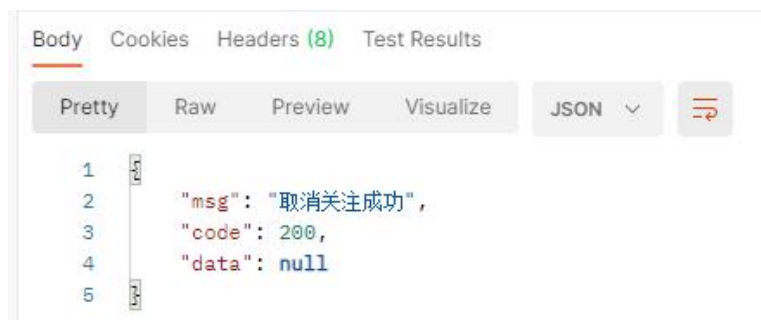 Body Cookies Headers (8) Test Results
Pretty Raw Preview Visualize JSON
1 {
2 "msg": "取消关注成功",
3 "code": 200,
4 "data": null
5 }